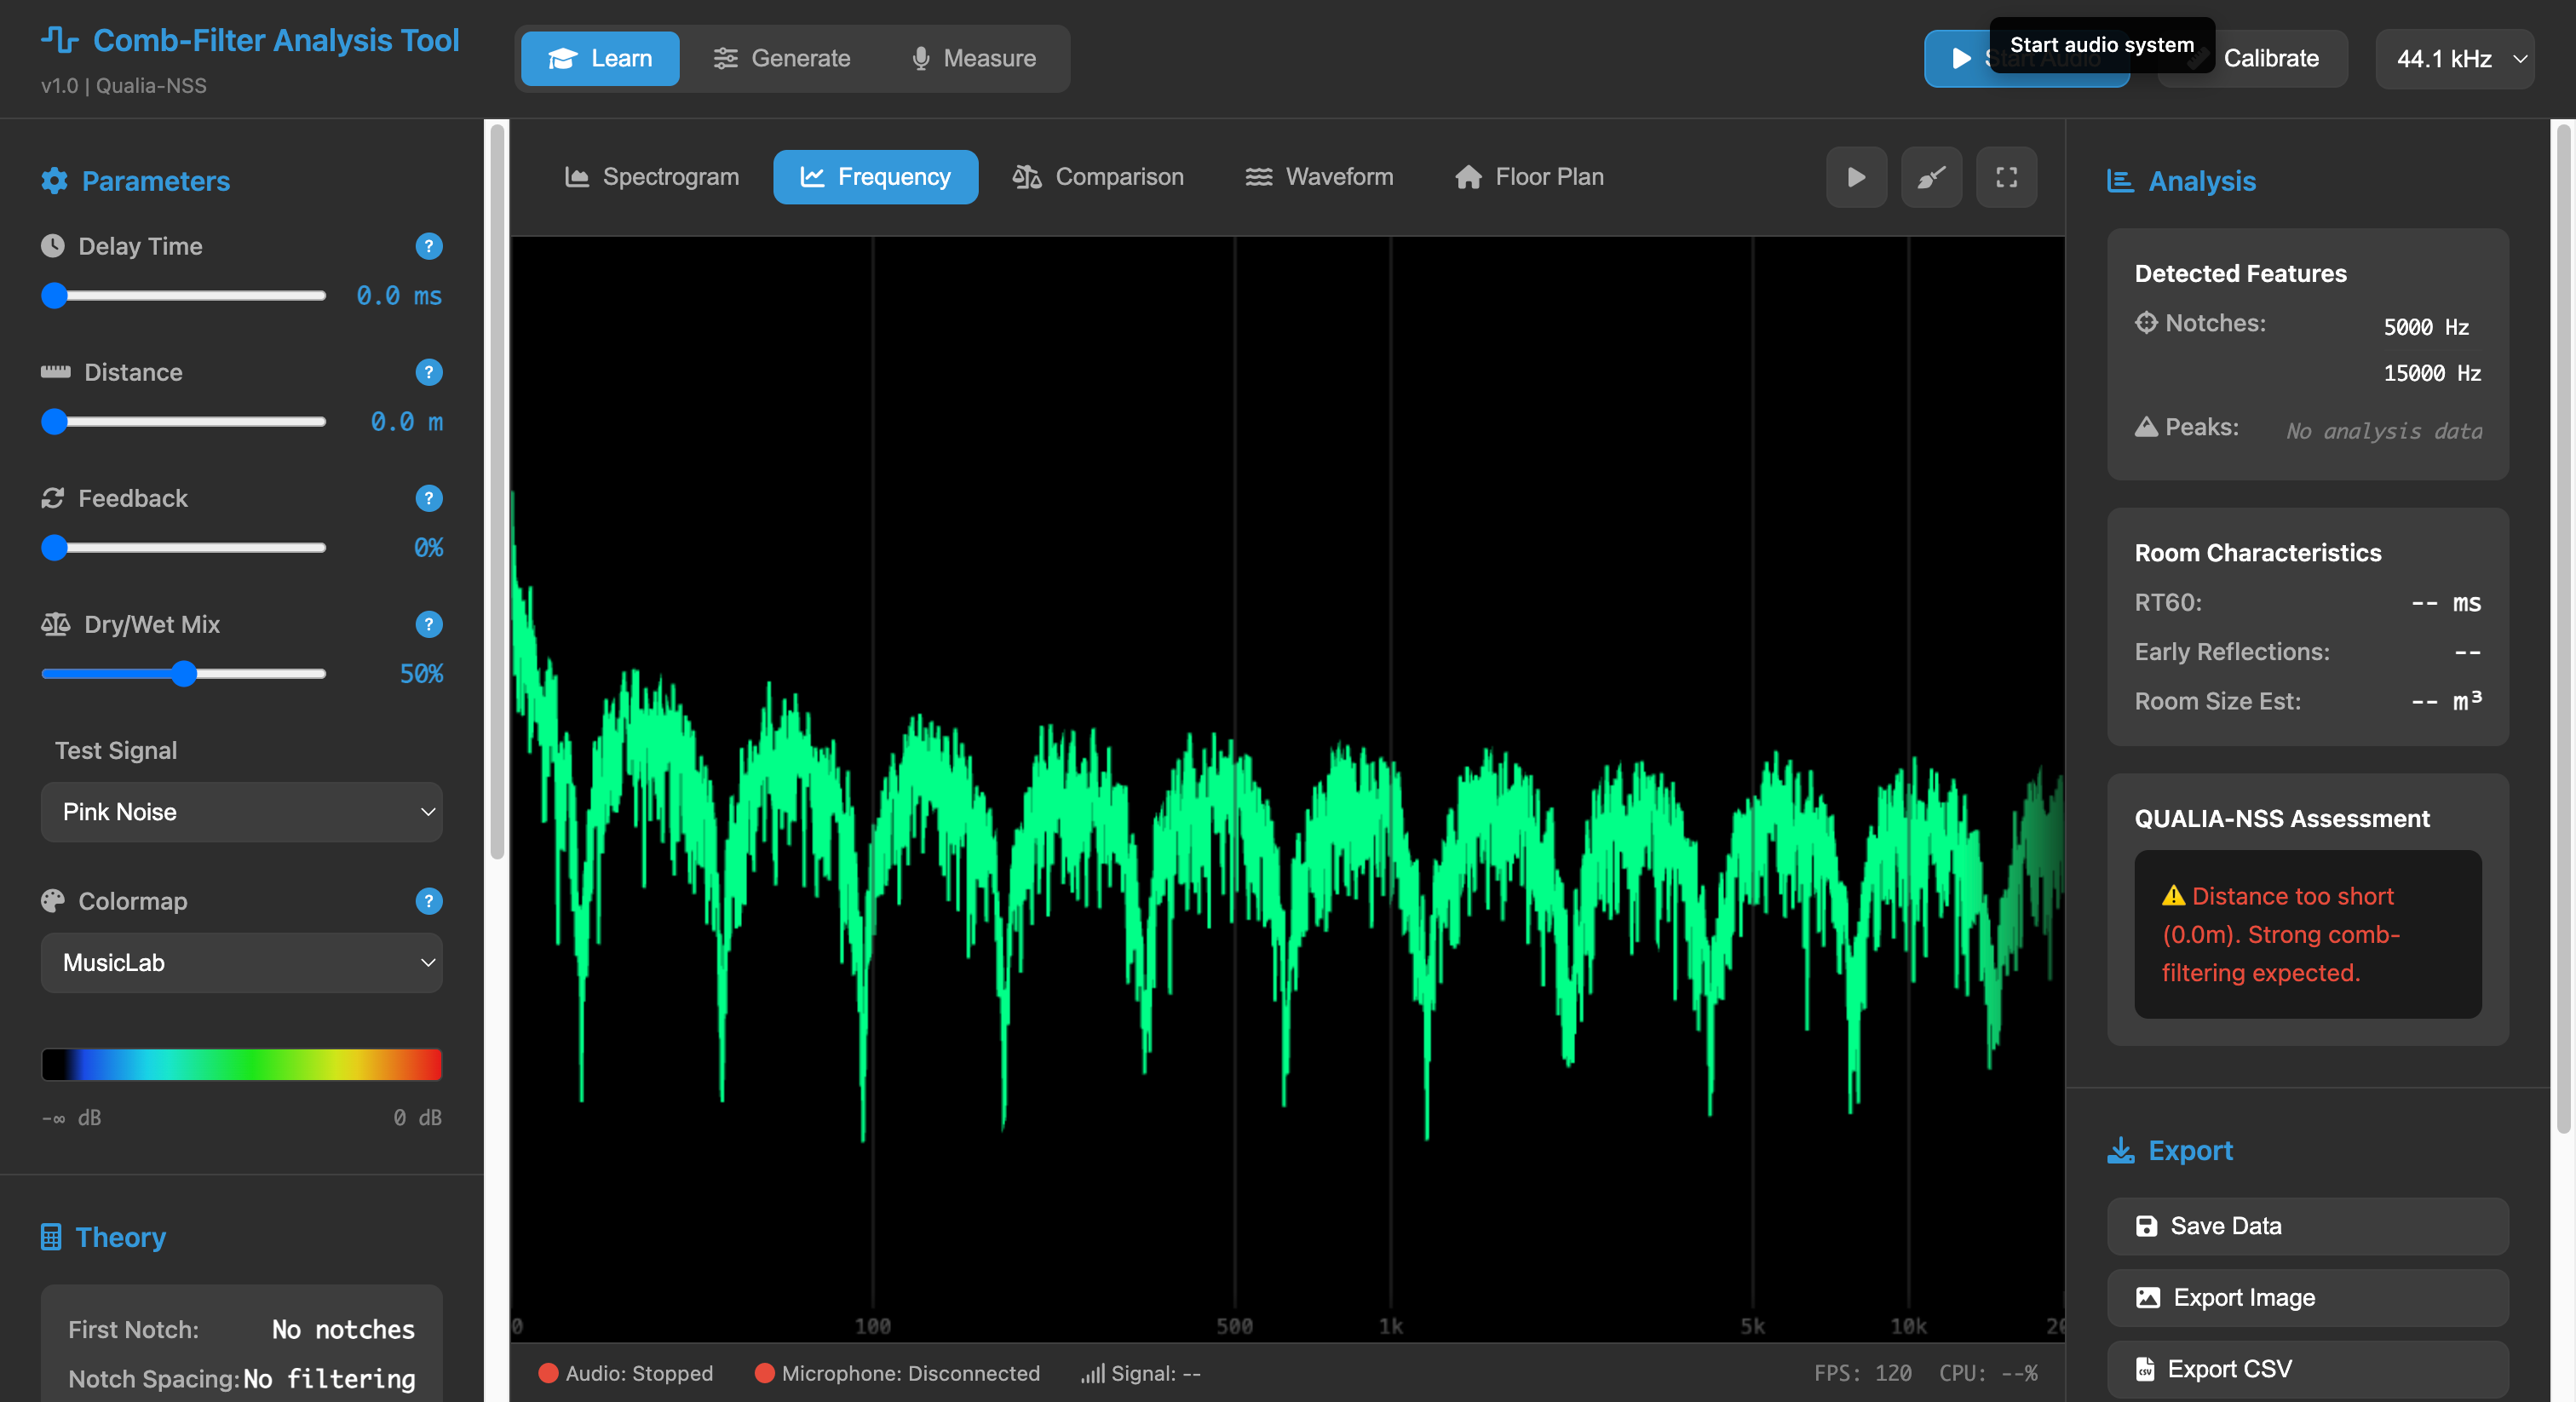 Comb-Filter Analysis Tool
v1.0 | Qualia-NSS
Learn
Generate
Measure
Start audio system
Calibrate
44.1 kHz
Parameters
Delay Time
?
0.0 ms
Distance
?
0.0 m
Feedback
?
0%
Dry/Wet Mix
?
50%
Test Signal
Pink Noise
Colormap
?
MusicLab
-∞ dB
0 dB
Theory
First Notch: No notches
Notch Spacing: No filtering
Spectrogram
Frequency
Comparison
Waveform
Floor Plan
100
500
1k
5k
10k
Audio: Stopped
Microphone: Disconnected
Signal: --
FPS: 120
CPU: --%
Analysis
Detected Features
Notches: 5000 Hz
15000 Hz
Peaks: No analysis data
Room Characteristics
RT60: -- ms
Early Reflections: --
Room Size Est: -- m³
QUALIA-NSS Assessment
⚠️ Distance too short
(0.0m). Strong comb-
filtering expected.
Export
Save Data
Export Image
Export CSV